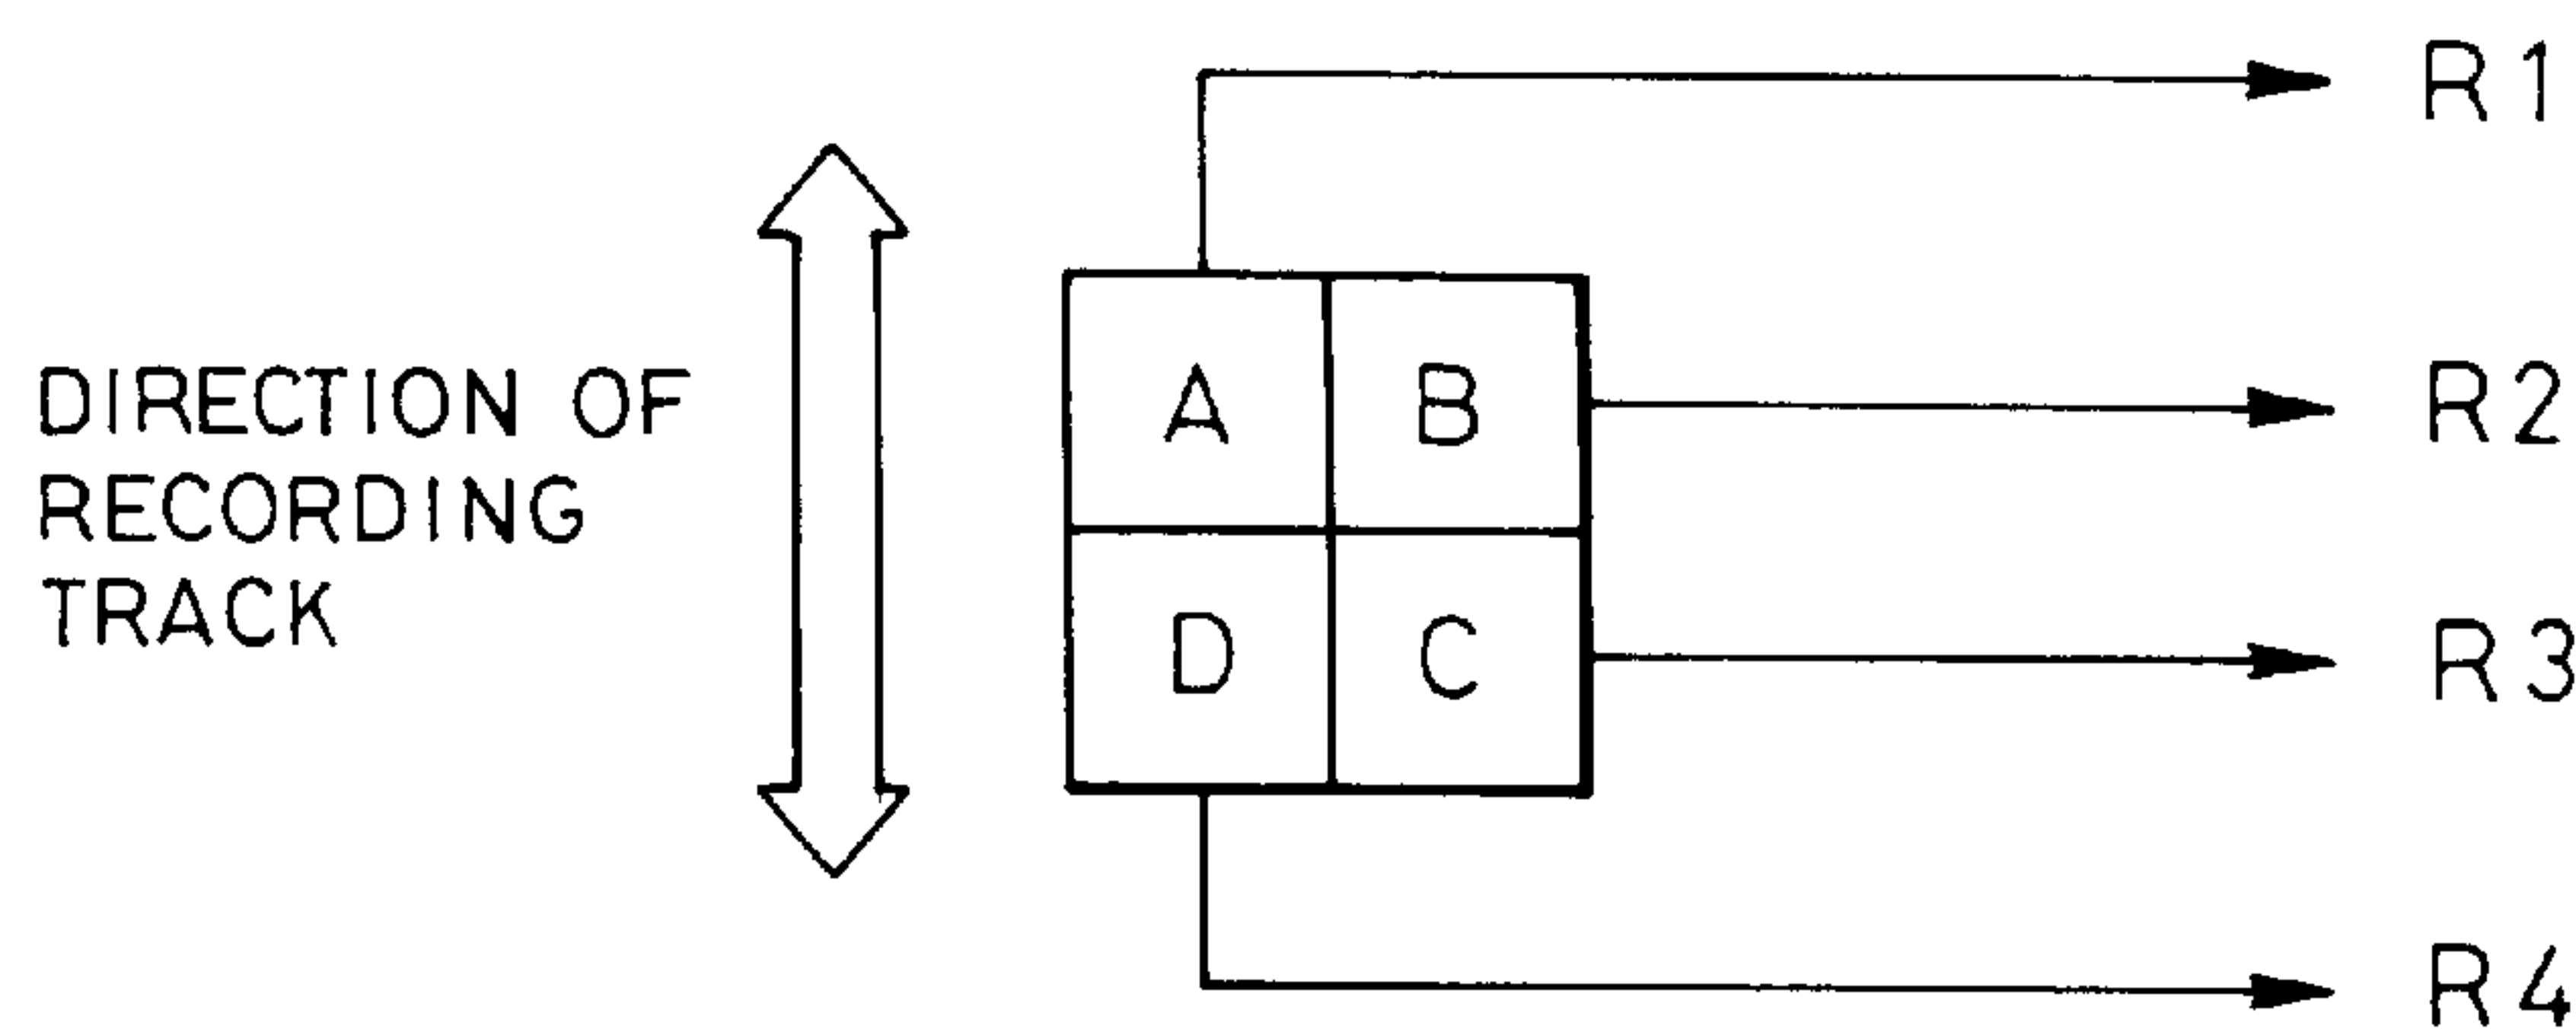 R1
DIRECTION OF
RECORDING
TRACK
A B
D C
R2
R3
R4